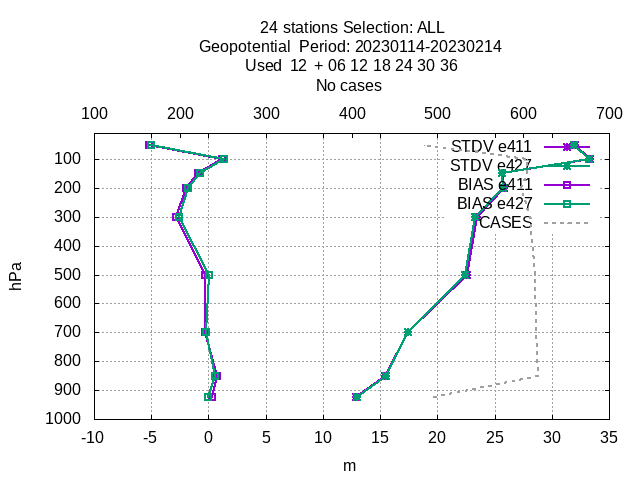 24 stations Selection: ALL
Geopotential  Period: 20230114-20230214
Used  12  + 06 12 18 24 30 36
No cases
100 200 300 400 500 600 700
STDV e411
STDV e427
BIAS e411
BIAS e427
CASES
100
200
300
400
500
600
700
800
900
1000
hPa
-10 -5 0 5 10 15 20 25 30 35
m